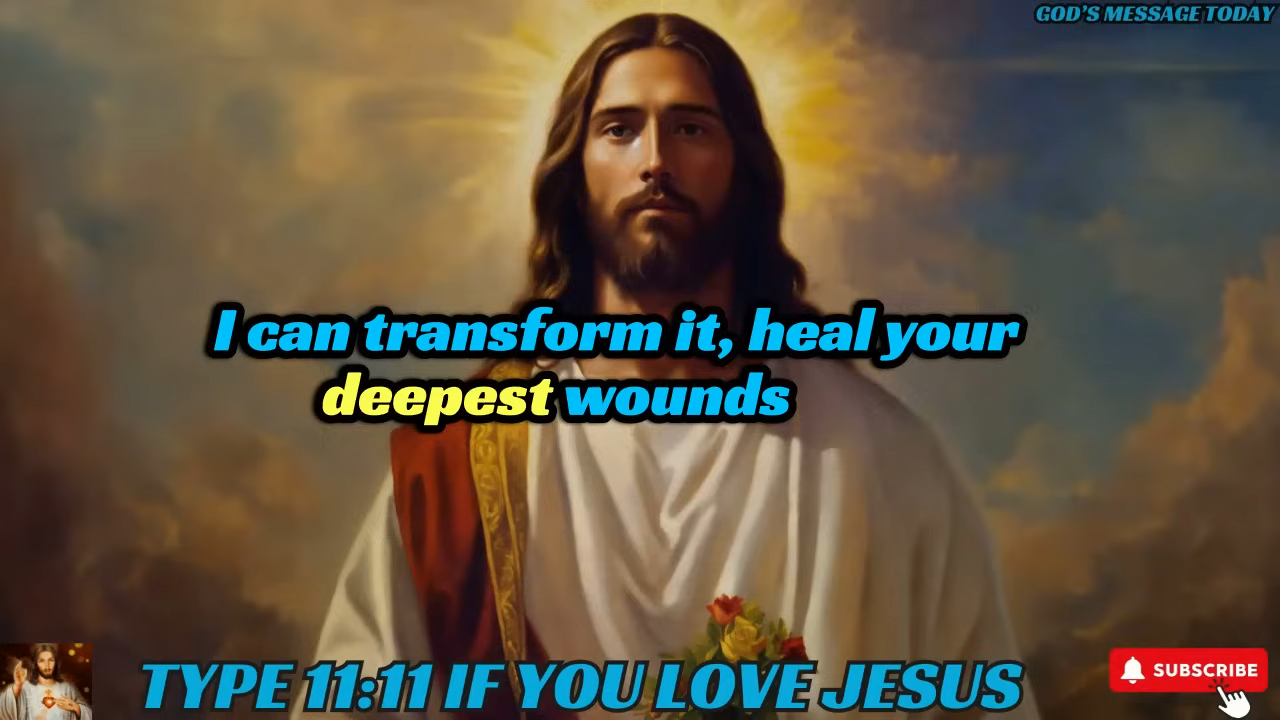 GOD'S MESSAGE TODAY
I can transform it, heal your
deepest wounds
TYPE 11:11 IF YOU LOVE JESUS
SUBSCRIBE